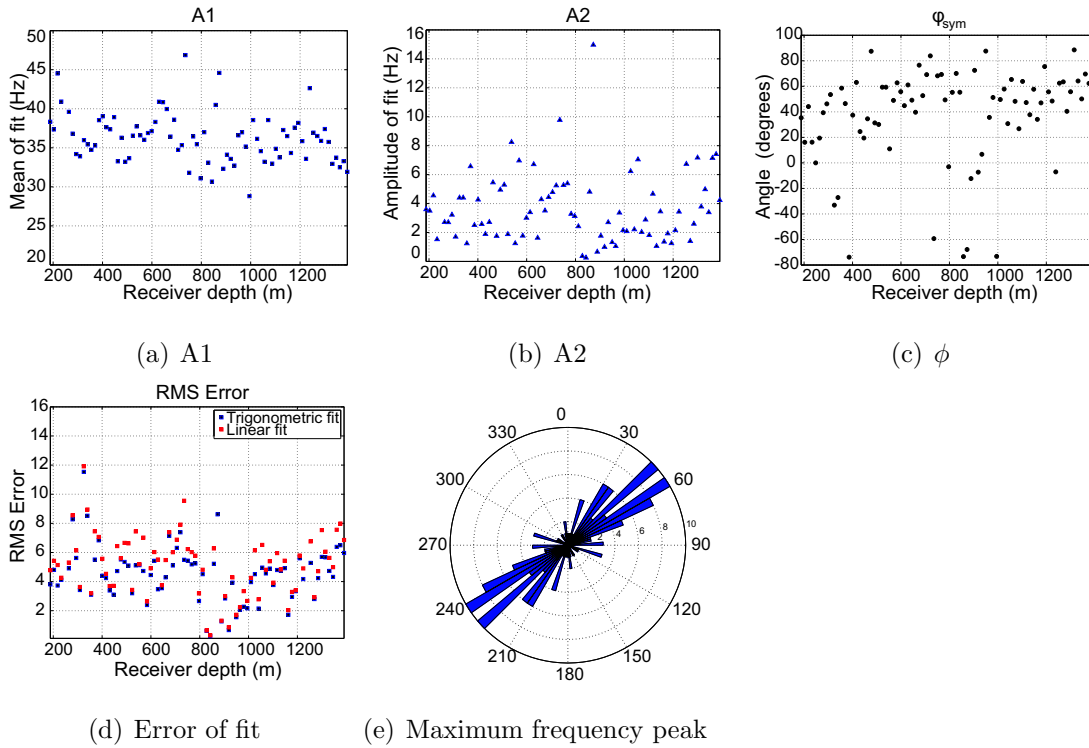 A1
50
45
40
35
30
25
20
Mean of fit (Hz)
200 400 600 800 1000 1200
Receiver depth (m)
(a) A1
A2
16
14
12
10
8
6
4
2
0
Amplitude of fit (Hz)
200 400 600 800 1000 1200
Receiver depth (m)
(b) A2
φsym
100
80
60
40
20
0
-20
-40
-60
-80
Angle (degrees)
200 400 600 800 1000 1200
Receiver depth (m)
(c) ϕ
RMS Error
16
14
12
10
8
6
4
2
RMS Error
Trigonometric fit
Linear fit
200 400 600 800 1000 1200
Receiver depth (m)
(d) Error of fit
0
30
60
90
120
150
180
210
240
270
300
330
2
4
6
8
10
(e) Maximum frequency peak